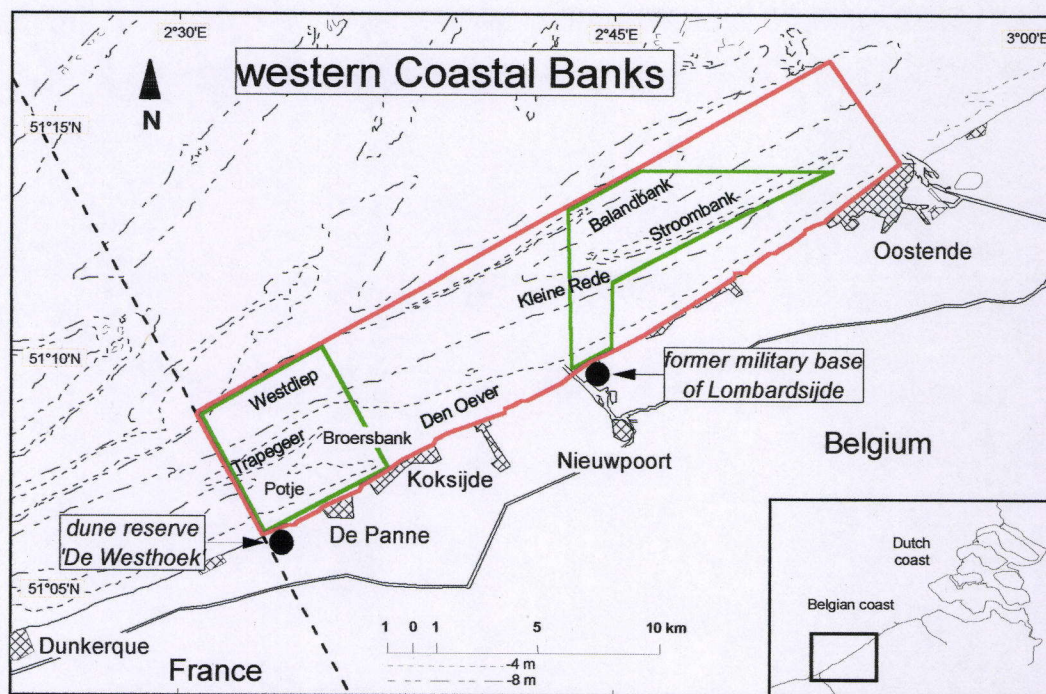 2°30'E
2°45'E
3°00'E
western Coastal Banks
N
51°15'N
Balandbank
Stroombank
Oostende
Kleine Rede
51°10'N
former military base
of Lombardsijde
Westdiep
Den Oever
Broersbank
Trapegeer
Belgium
Nieuwpoort
Koksijde
Potje
dune reserve
'De Westhoek'
De Panne
Dutch
coast
51°05'N
Belgian coast
1 0 1 5 10 km
Dunkerque
-4 m
France
-8 m